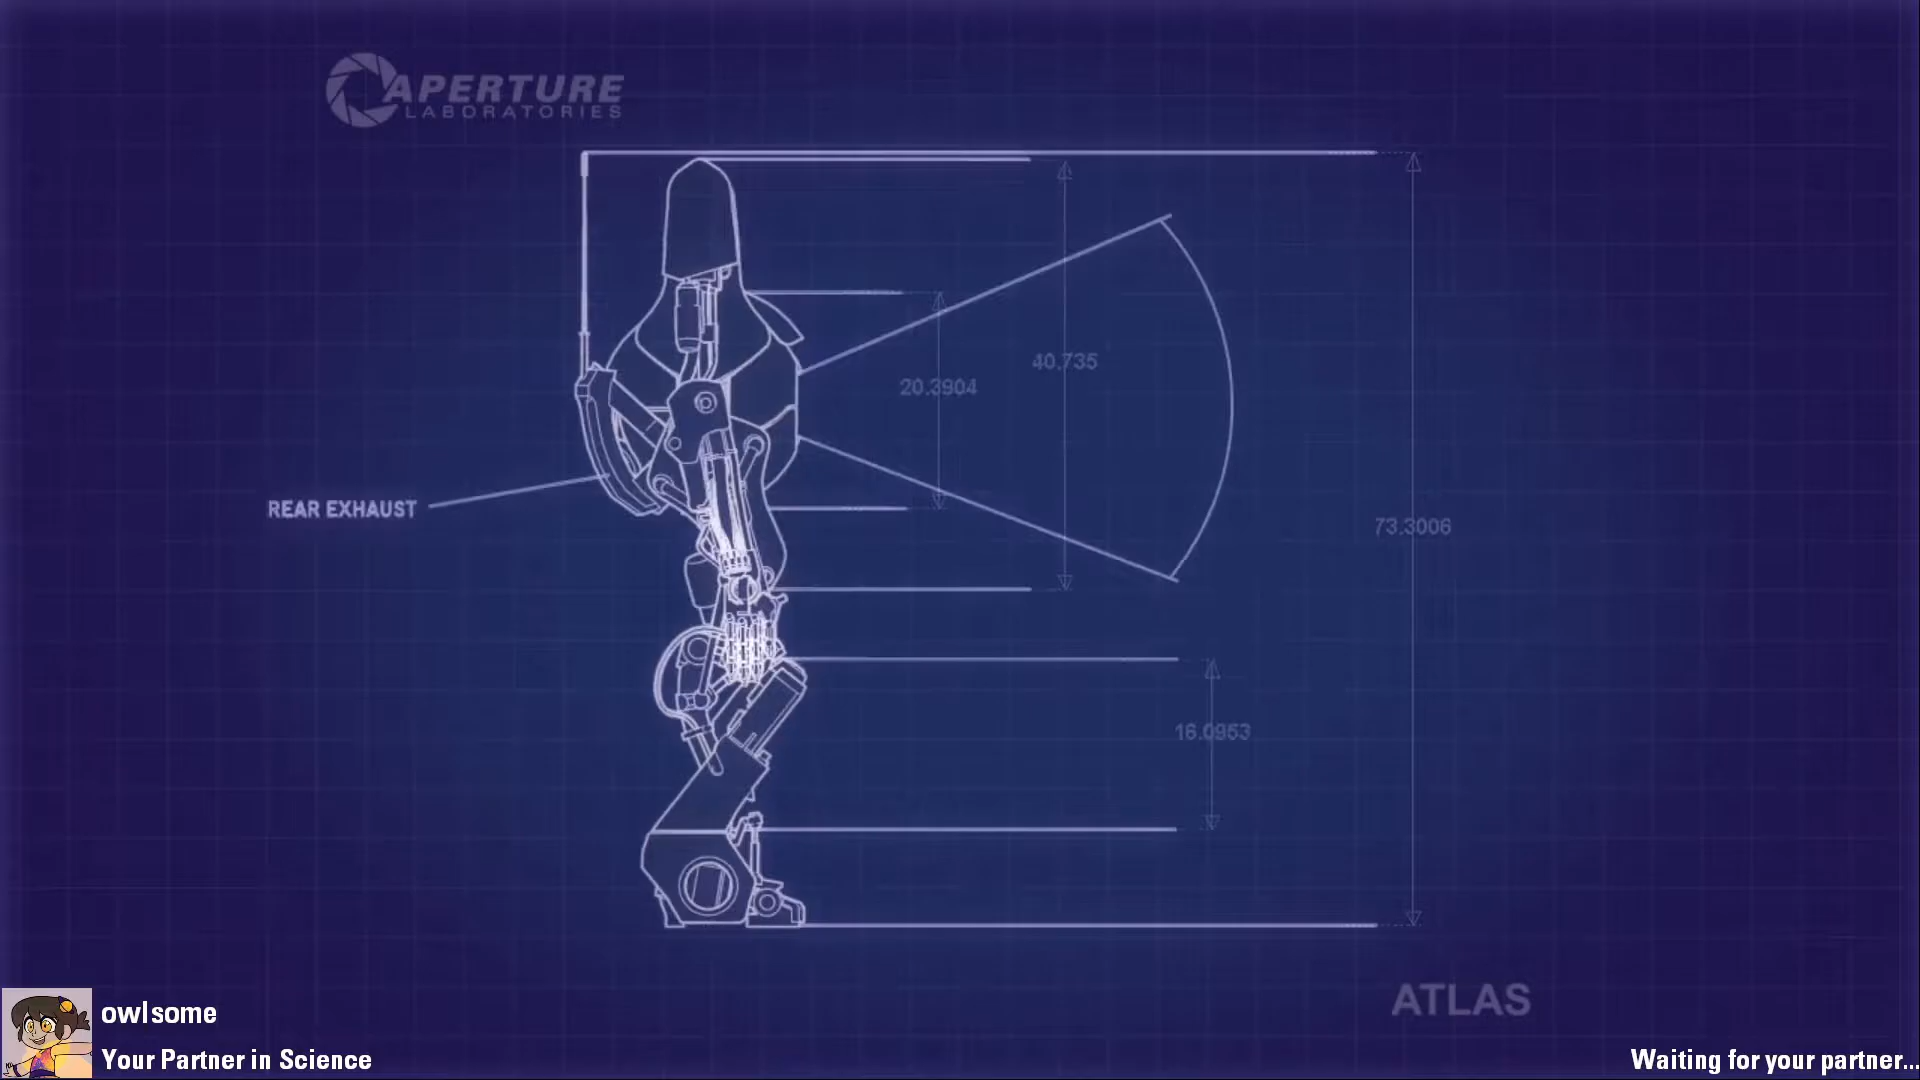 APERTURE
LABORATORIES
40.735
20.3904
REAR EXHAUST
73.3006
16.0953
ATLAS
owlsome
Your Partner in Science
Waiting for your partner...